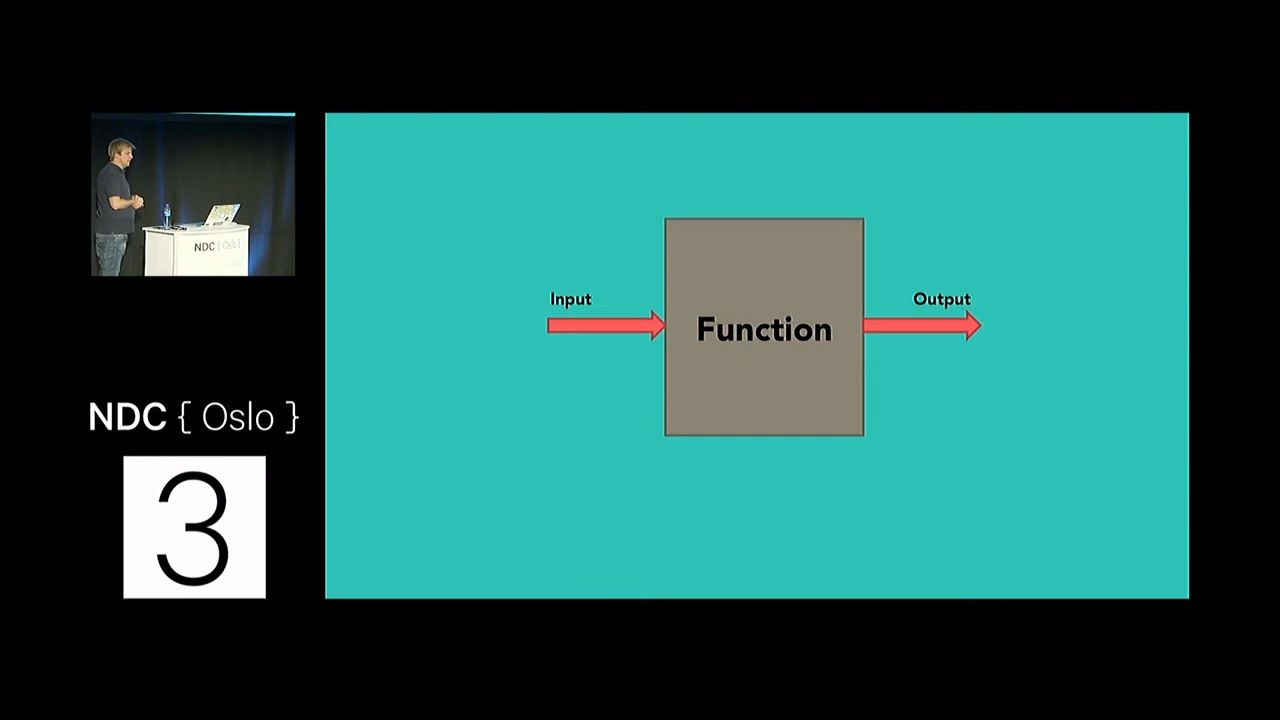 NDC { Oslo }
NDC { Oslo }
3
Input
Function
Output